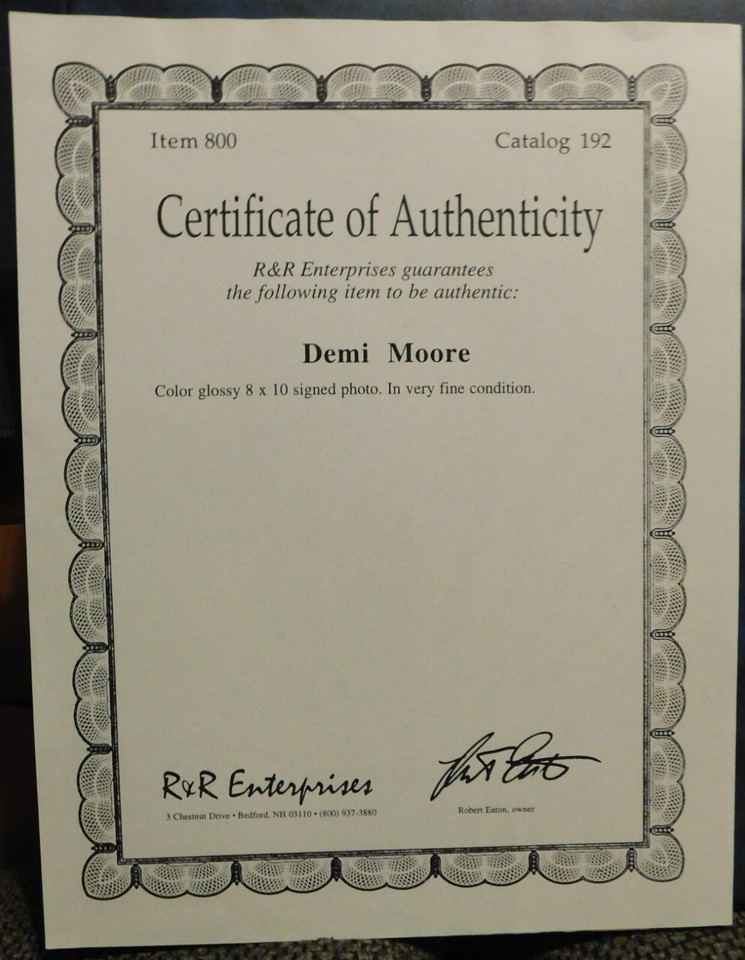 Item 800 Catalog 192
Certificate of Authenticity
R&R Enterprises guarantees
the following item to be authentic:
Demi Moore
Color glossy 8 x 10 signed photo. In very fine condition.
R&R Enterprises
3 Chestnut Drive • Bedford, NH 03110 • (800) 937-3880
Robert Eaton, owner